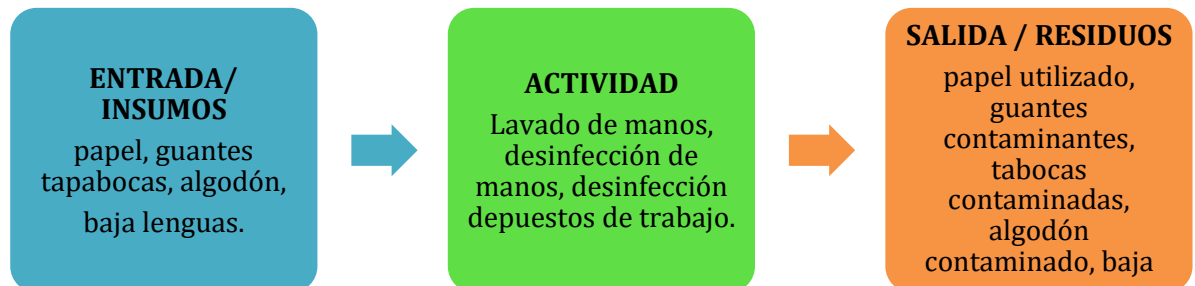 ENTRADA/
INSUMOS
papel, guantes
tapabocas, algodón,
baja lenguas.
ACTIVIDAD
Lavado de manos,
desinfección de
manos, desinfección
depuestos de trabajo.
SALIDA / RESIDUOS
papel utilizado,
guantes
contaminantes,
tabocas
contaminadas,
algodón
contaminado, baja